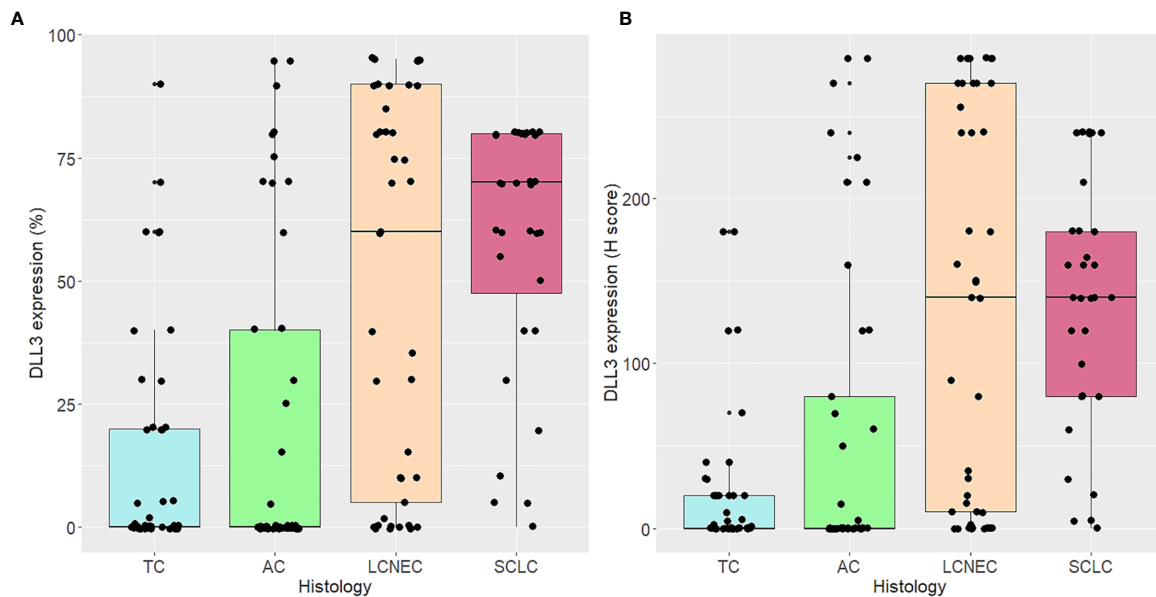 A
DLL3 expression (%)
100
75
50
25
0
TC AC LCNEC SCLC
Histology
B
DLL3 expression (H score)
200
100
0
TC AC LCNEC SCLC
Histology